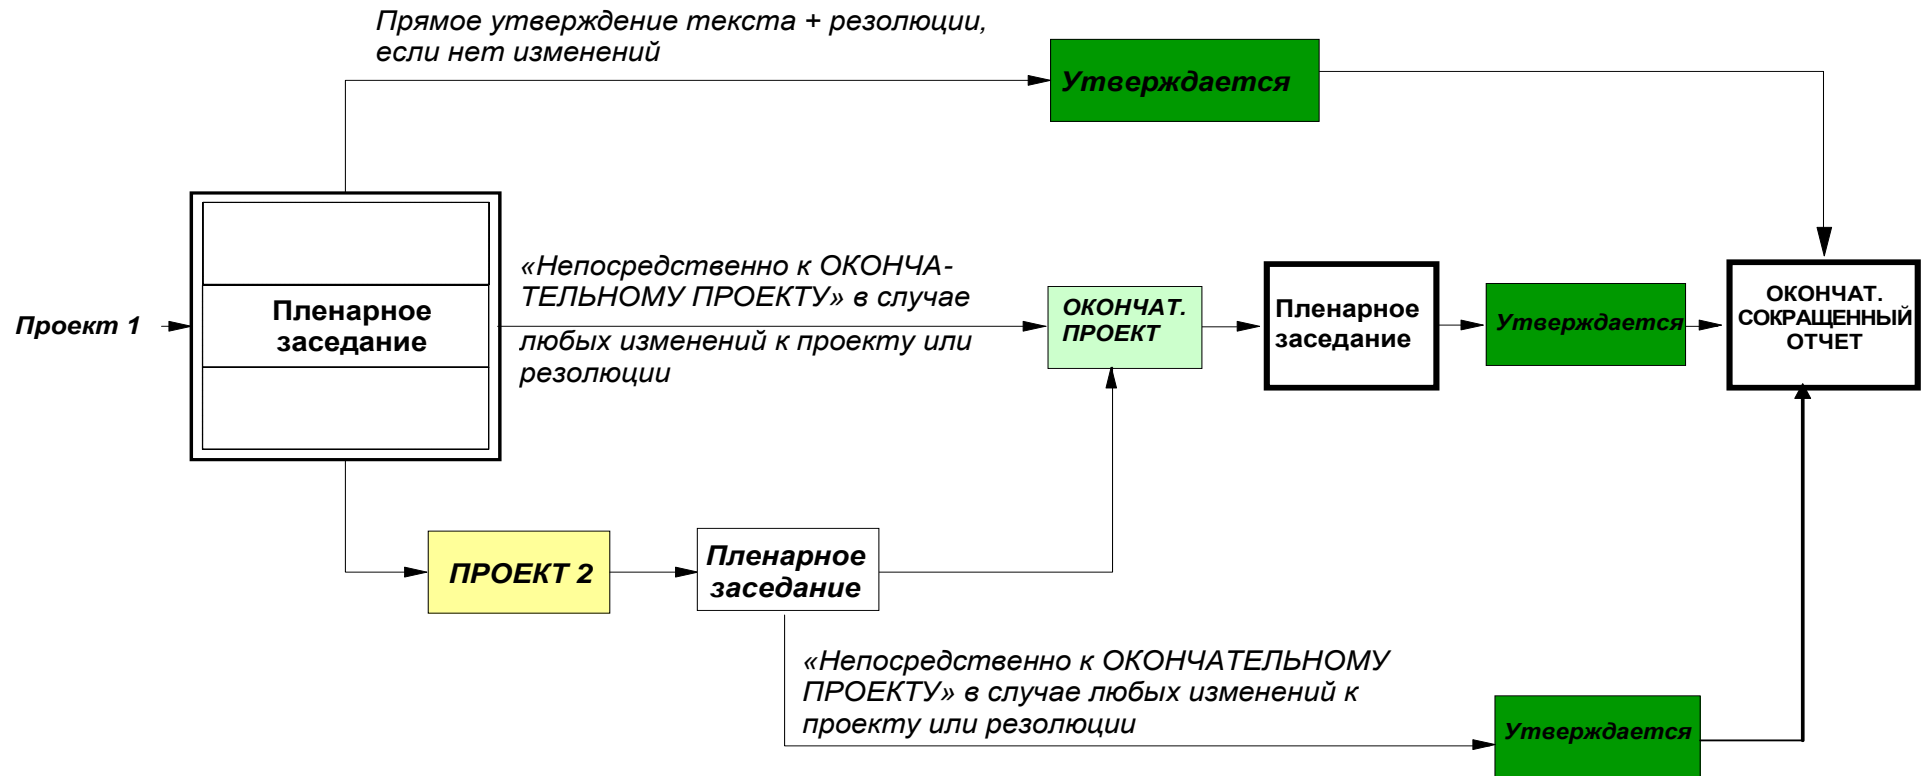 Прямое утверждение текста + резолюции,
если нет изменений
Утверждается
Проект 1
Пленарное
заседание
«Непосредственно к ОКОНЧА-
ТЕЛЬНОМУ ПРОЕКТУ» в случае
любых изменений к проекту или
резолюции
ОКОНЧАТ.
ПРОЕКТ
Пленарное
заседание
Утверждается
ОКОНЧАТ.
СОКРАЩЕННЫЙ
ОТЧЕТ
ПРОЕКТ 2
Пленарное
заседание
«Непосредственно к ОКОНЧАТЕЛЬНОМУ
ПРОЕКТУ» в случае любых изменений к
проекту или резолюции
Утверждается